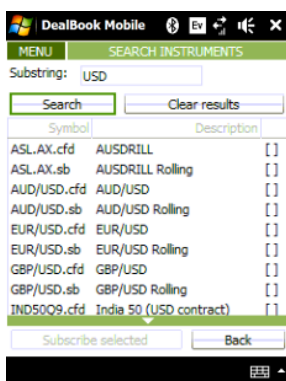 DealBook Mobile Ev
MENU SEARCH INSTRUMENTS
Substring: USD
Search Clear results
Symbol Description
ASL.AX.cfd AUSDRILL [ ]
ASL.AX.sb AUSDRILL Rolling [ ]
AUD/USD.cfd AUD/USD [ ]
AUD/USD.sb AUD/USD Rolling [ ]
EUR/USD.cfd EUR/USD [ ]
EUR/USD.sb EUR/USD Rolling [ ]
GBP/USD.cfd GBP/USD [ ]
GBP/USD.sb GBP/USD Rolling [ ]
IND50Q9.cfd India 50 (USD contract) [ ]
Subscribe selected Back